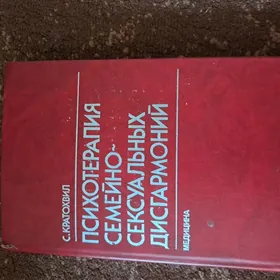 С. КРАТОХВИЛ
ПСИХОТЕРАПИЯ
СЕМЕЙНО-
СЕКСУАЛЬНЫХ
ДИСГАРМОНИЙ
МЕДИЦИНА